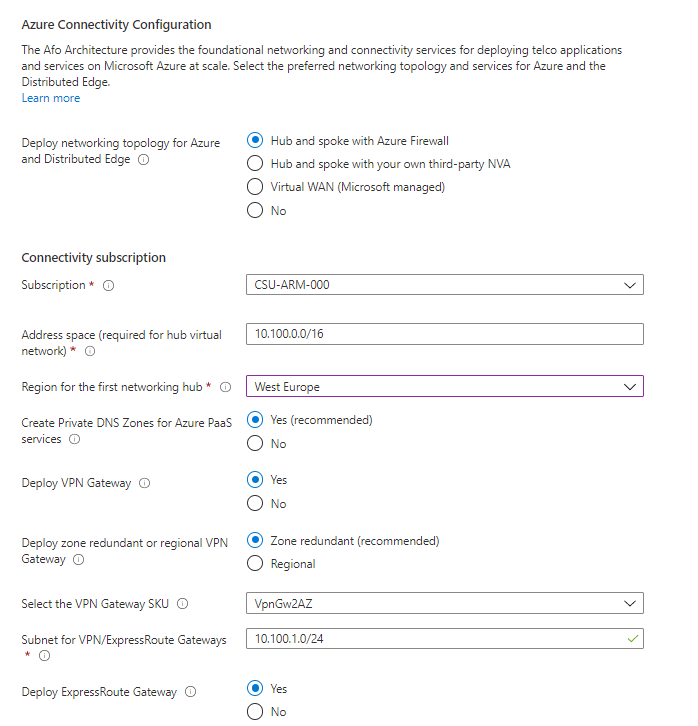 Azure Connectivity Configuration
The Afo Architecture provides the foundational networking and connectivity services for deploying telco applications
and services on Microsoft Azure at scale. Select the preferred networking topology and services for Azure and the
Distributed Edge.
Learn more
Deploy networking topology for Azure
and Distributed Edge
Hub and spoke with Azure Firewall
Hub and spoke with your own third-party NVA
Virtual WAN (Microsoft managed)
No
Connectivity subscription
Subscription *
CSU-ARM-000
Address space (required for hub virtual
network) *
10.100.0.0/16
Region for the first networking hub *
West Europe
Create Private DNS Zones for Azure PaaS
services
Yes (recommended)
No
Deploy VPN Gateway
Yes
No
Deploy zone redundant or regional VPN
Gateway
Zone redundant (recommended)
Regional
Select the VPN Gateway SKU
VpnGw2AZ
Subnet for VPN/ExpressRoute Gateways
*
10.100.1.0/24
Deploy ExpressRoute Gateway
Yes
No